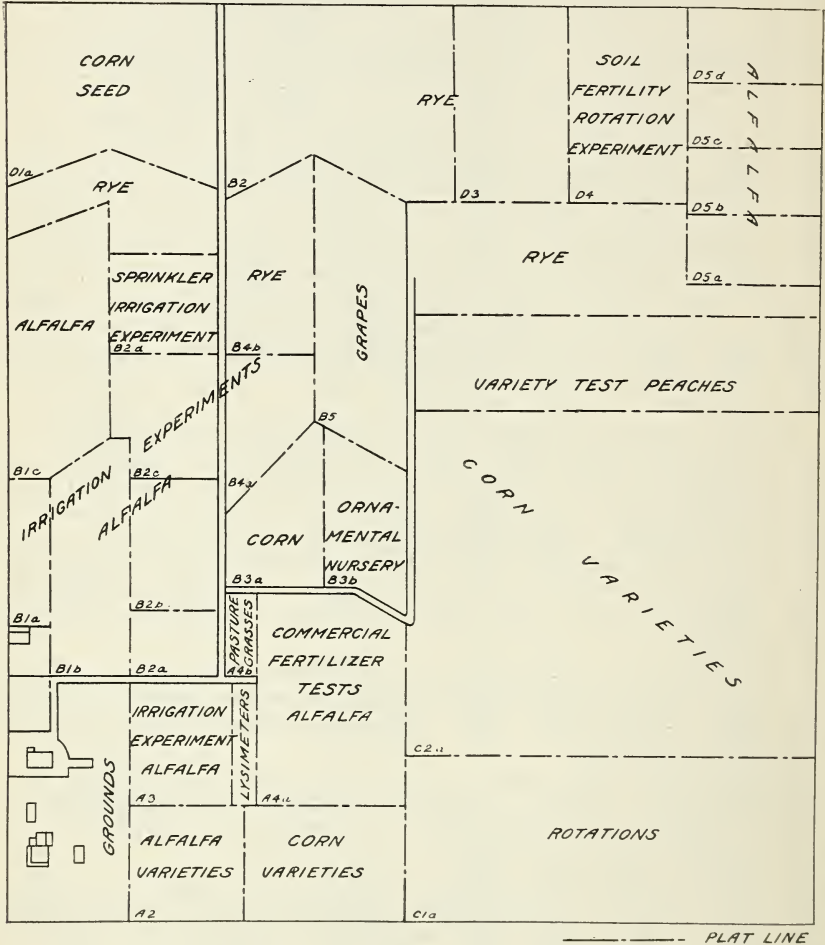 CORN
SEED
D1a
RYE
ALFALFA
SPRINKLER
IRRIGATION
EXPERIMENT
B2a
B2
RYE
B4b
GRAPES
RYE
D3
D4
SOIL
FERTILITY
ROTATION
EXPERIMENT
D5d
D5c
D5b
D5a
ALFALFA
RYE
VARIETY TEST PEACHES
IRRIGATION EXPERIMENTS
ALFALFA
B1c
B2c
B2b
B1a
B1b
B2a
B4a
B5
CORN
B3a
ORNA-
MENTAL
NURSERY
B3b
CORN VARIETIES
PASTURE
GRASSES
A4b
COMMERCIAL
FERTILIZER
TESTS
ALFALFA
IRRIGATION
EXPERIMENT
ALFALFA
A3
LYSIMETERS
A4a
C2a
GROUNDS
ALFALFA
VARIETIES
A2
CORN
VARIETIES
C1a
ROTATIONS
PLAT LINE